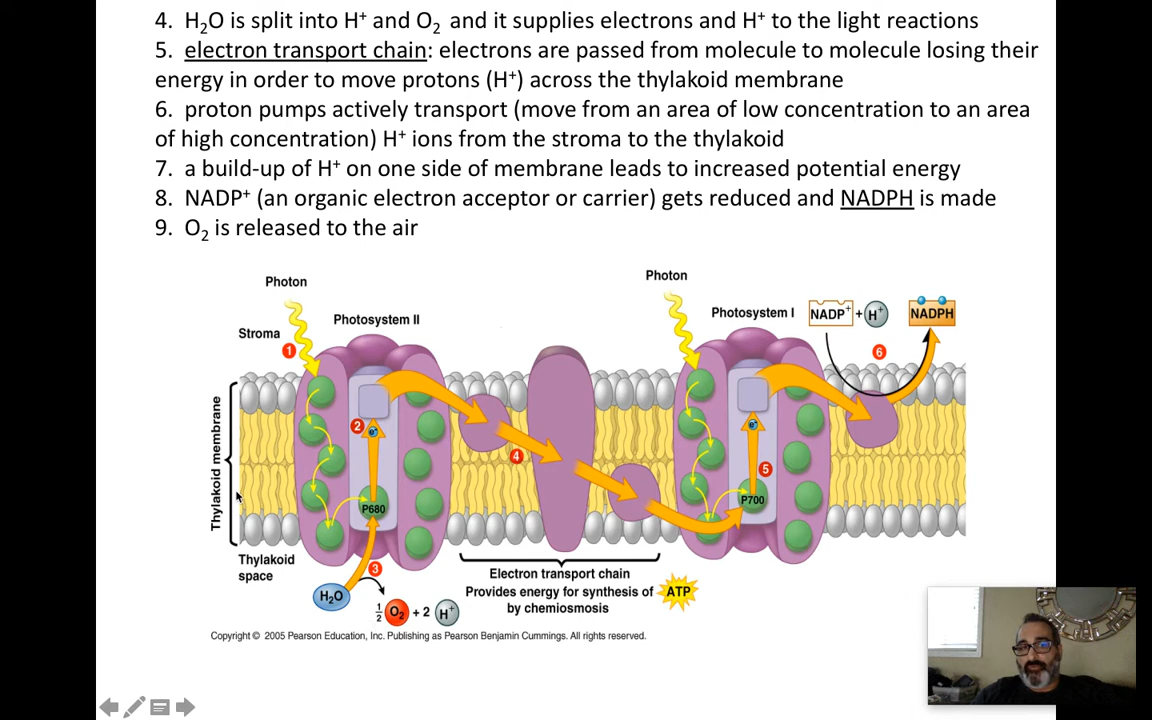 4. H₂O is split into H⁺ and O₂ and it supplies electrons and H⁺ to the light reactions
5. electron transport chain: electrons are passed from molecule to molecule losing their
energy in order to move protons (H⁺) across the thylakoid membrane
6. proton pumps actively transport (move from an area of low concentration to an area
of high concentration) H⁺ ions from the stroma to the thylakoid
7. a build-up of H⁺ on one side of membrane leads to increased potential energy
8. NADP⁺ (an organic electron acceptor or carrier) gets reduced and NADPH is made
9. O₂ is released to the air
Photon
Photon
Stroma
Photosystem II
Photosystem I
NADP⁺ + H⁺
NADPH
1
6
Thylakoid membrane
2
e⁻
e⁻
4
5
P680
P700
Thylakoid
space
3
H₂O
½ O₂ + 2 H⁺
Electron transport chain
Provides energy for synthesis of
by chemiosmosis
ATP
Copyright © 2005 Pearson Education, Inc. Publishing as Pearson Benjamin Cummings. All rights reserved.